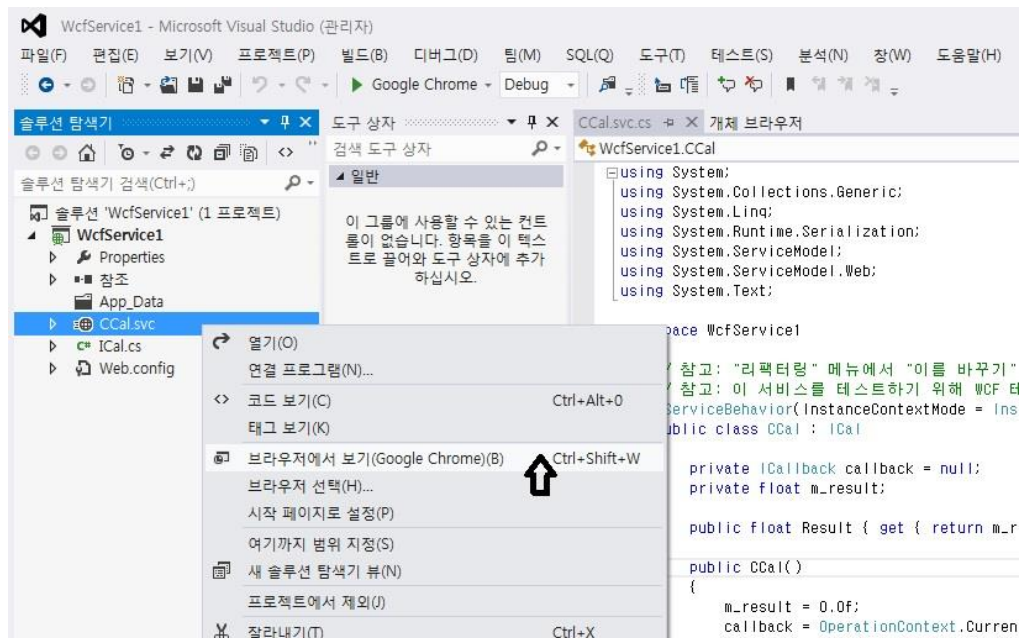 WcfService1 - Microsoft Visual Studio (관리자)
파일(F) 편집(E) 보기(V) 프로젝트(P) 빌드(B) 디버그(D) 팀(M) SQL(Q) 도구(T) 테스트(S) 분석(N) 창(W) 도움말(H)
Google Chrome Debug
솔루션 탐색기
솔루션 탐색기 검색(Ctrl+;)
솔루션 'WcfService1' (1 프로젝트)
WcfService1
Properties
참조
App_Data
CCal.svc
ICal.cs
Web.config
도구 상자
검색 도구 상자
일반
이 그룹에 사용할 수 있는 컨트
롤이 없습니다. 항목을 이 텍스
트로 끌어와 도구 상자에 추가
하십시오.
열기(O)
연결 프로그램(N)...
코드 보기(C) Ctrl+Alt+0
태그 보기(K)
브라우저에서 보기(Google Chrome)(B) Ctrl+Shift+W
브라우저 선택(H)...
시작 페이지로 설정(P)
여기까지 범위 지정(S)
새 솔루션 탐색기 뷰(N)
프로젝트에서 제외(J)
잘라내기(T) Ctrl+X
CCal.svc.cs 개체 브라우저
WcfService1.CCal
using System;
using System.Collections.Generic;
using System.Linq;
using System.Runtime.Serialization;
using System.ServiceModel;
using System.ServiceModel.Web;
using System.Text;
pace WcfService1
/ 참고: "리팩터링" 메뉴에서 "이름 바꾸기"
/ 참고: 이 서비스를 테스트하기 위해 WCF 테
ServiceBehavior(InstanceContextMode = Ins
ublic class CCal : ICal
private ICallback callback = null;
private float m_result;
public float Result { get { return m_r
public CCal()
{
m_result = 0.0f;
callback = OperationContext.Curren